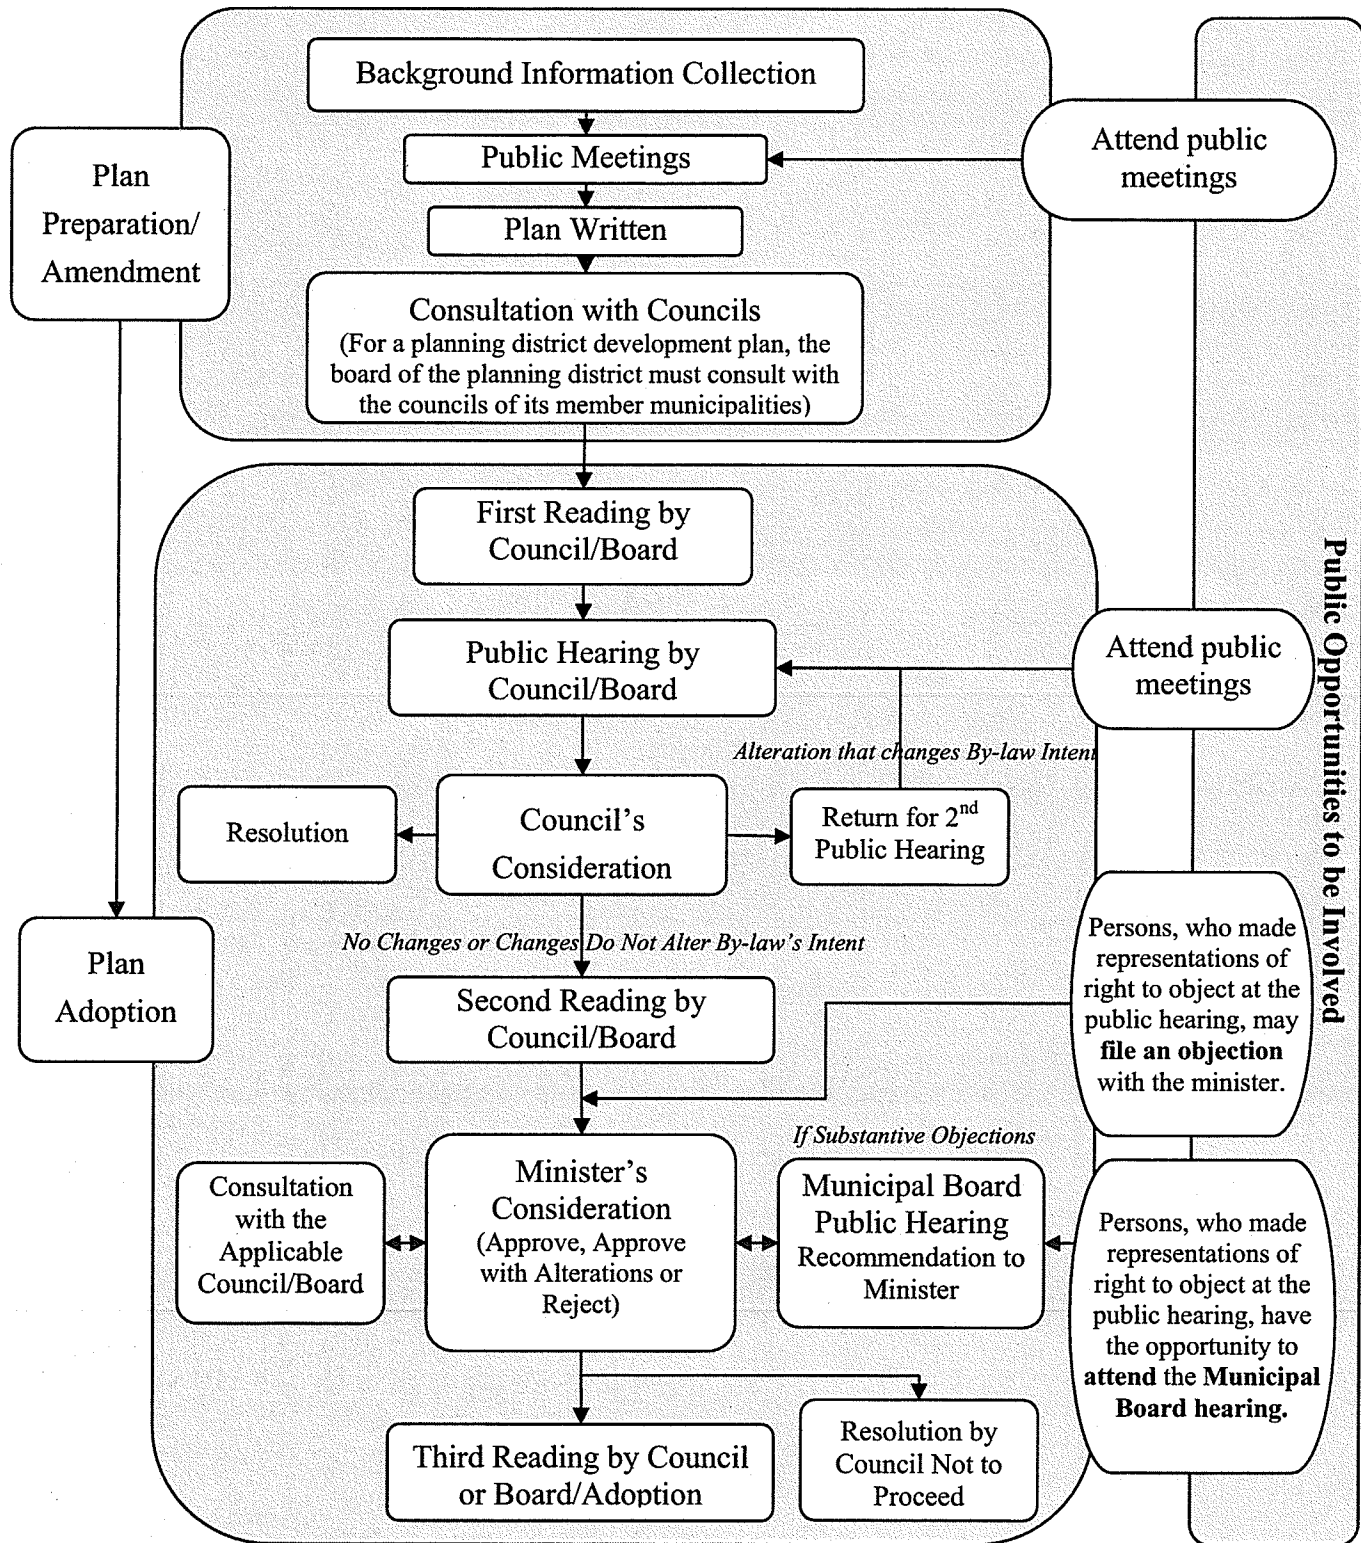 Background Information Collection
Public Meetings
Attend public
meetings
Plan
Preparation/
Amendment
Plan Written
Consultation with Councils
(For a planning district development plan, the
board of the planning district must consult with
the councils of its member municipalities)
First Reading by
Council/Board
Public Hearing by
Council/Board
Attend public
meetings
Public Opportunities to be Involved
Alteration that changes By-law Intent
Resolution
Council's
Consideration
Return for 2nd
Public Hearing
No Changes or Changes Do Not Alter By-law's Intent
Plan
Adoption
Second Reading by
Council/Board
Persons, who made
representations of
right to object at the
public hearing, may
file an objection
with the minister.
If Substantive Objections
Consultation
with the
Applicable
Council/Board
Minister's
Consideration
(Approve, Approve
with Alterations or
Reject)
Municipal Board
Public Hearing
Recommendation to
Minister
Persons, who made
representations of
right to object at the
public hearing, have
the opportunity to
attend the Municipal
Board hearing.
Third Reading by Council
or Board/Adoption
Resolution by
Council Not to
Proceed